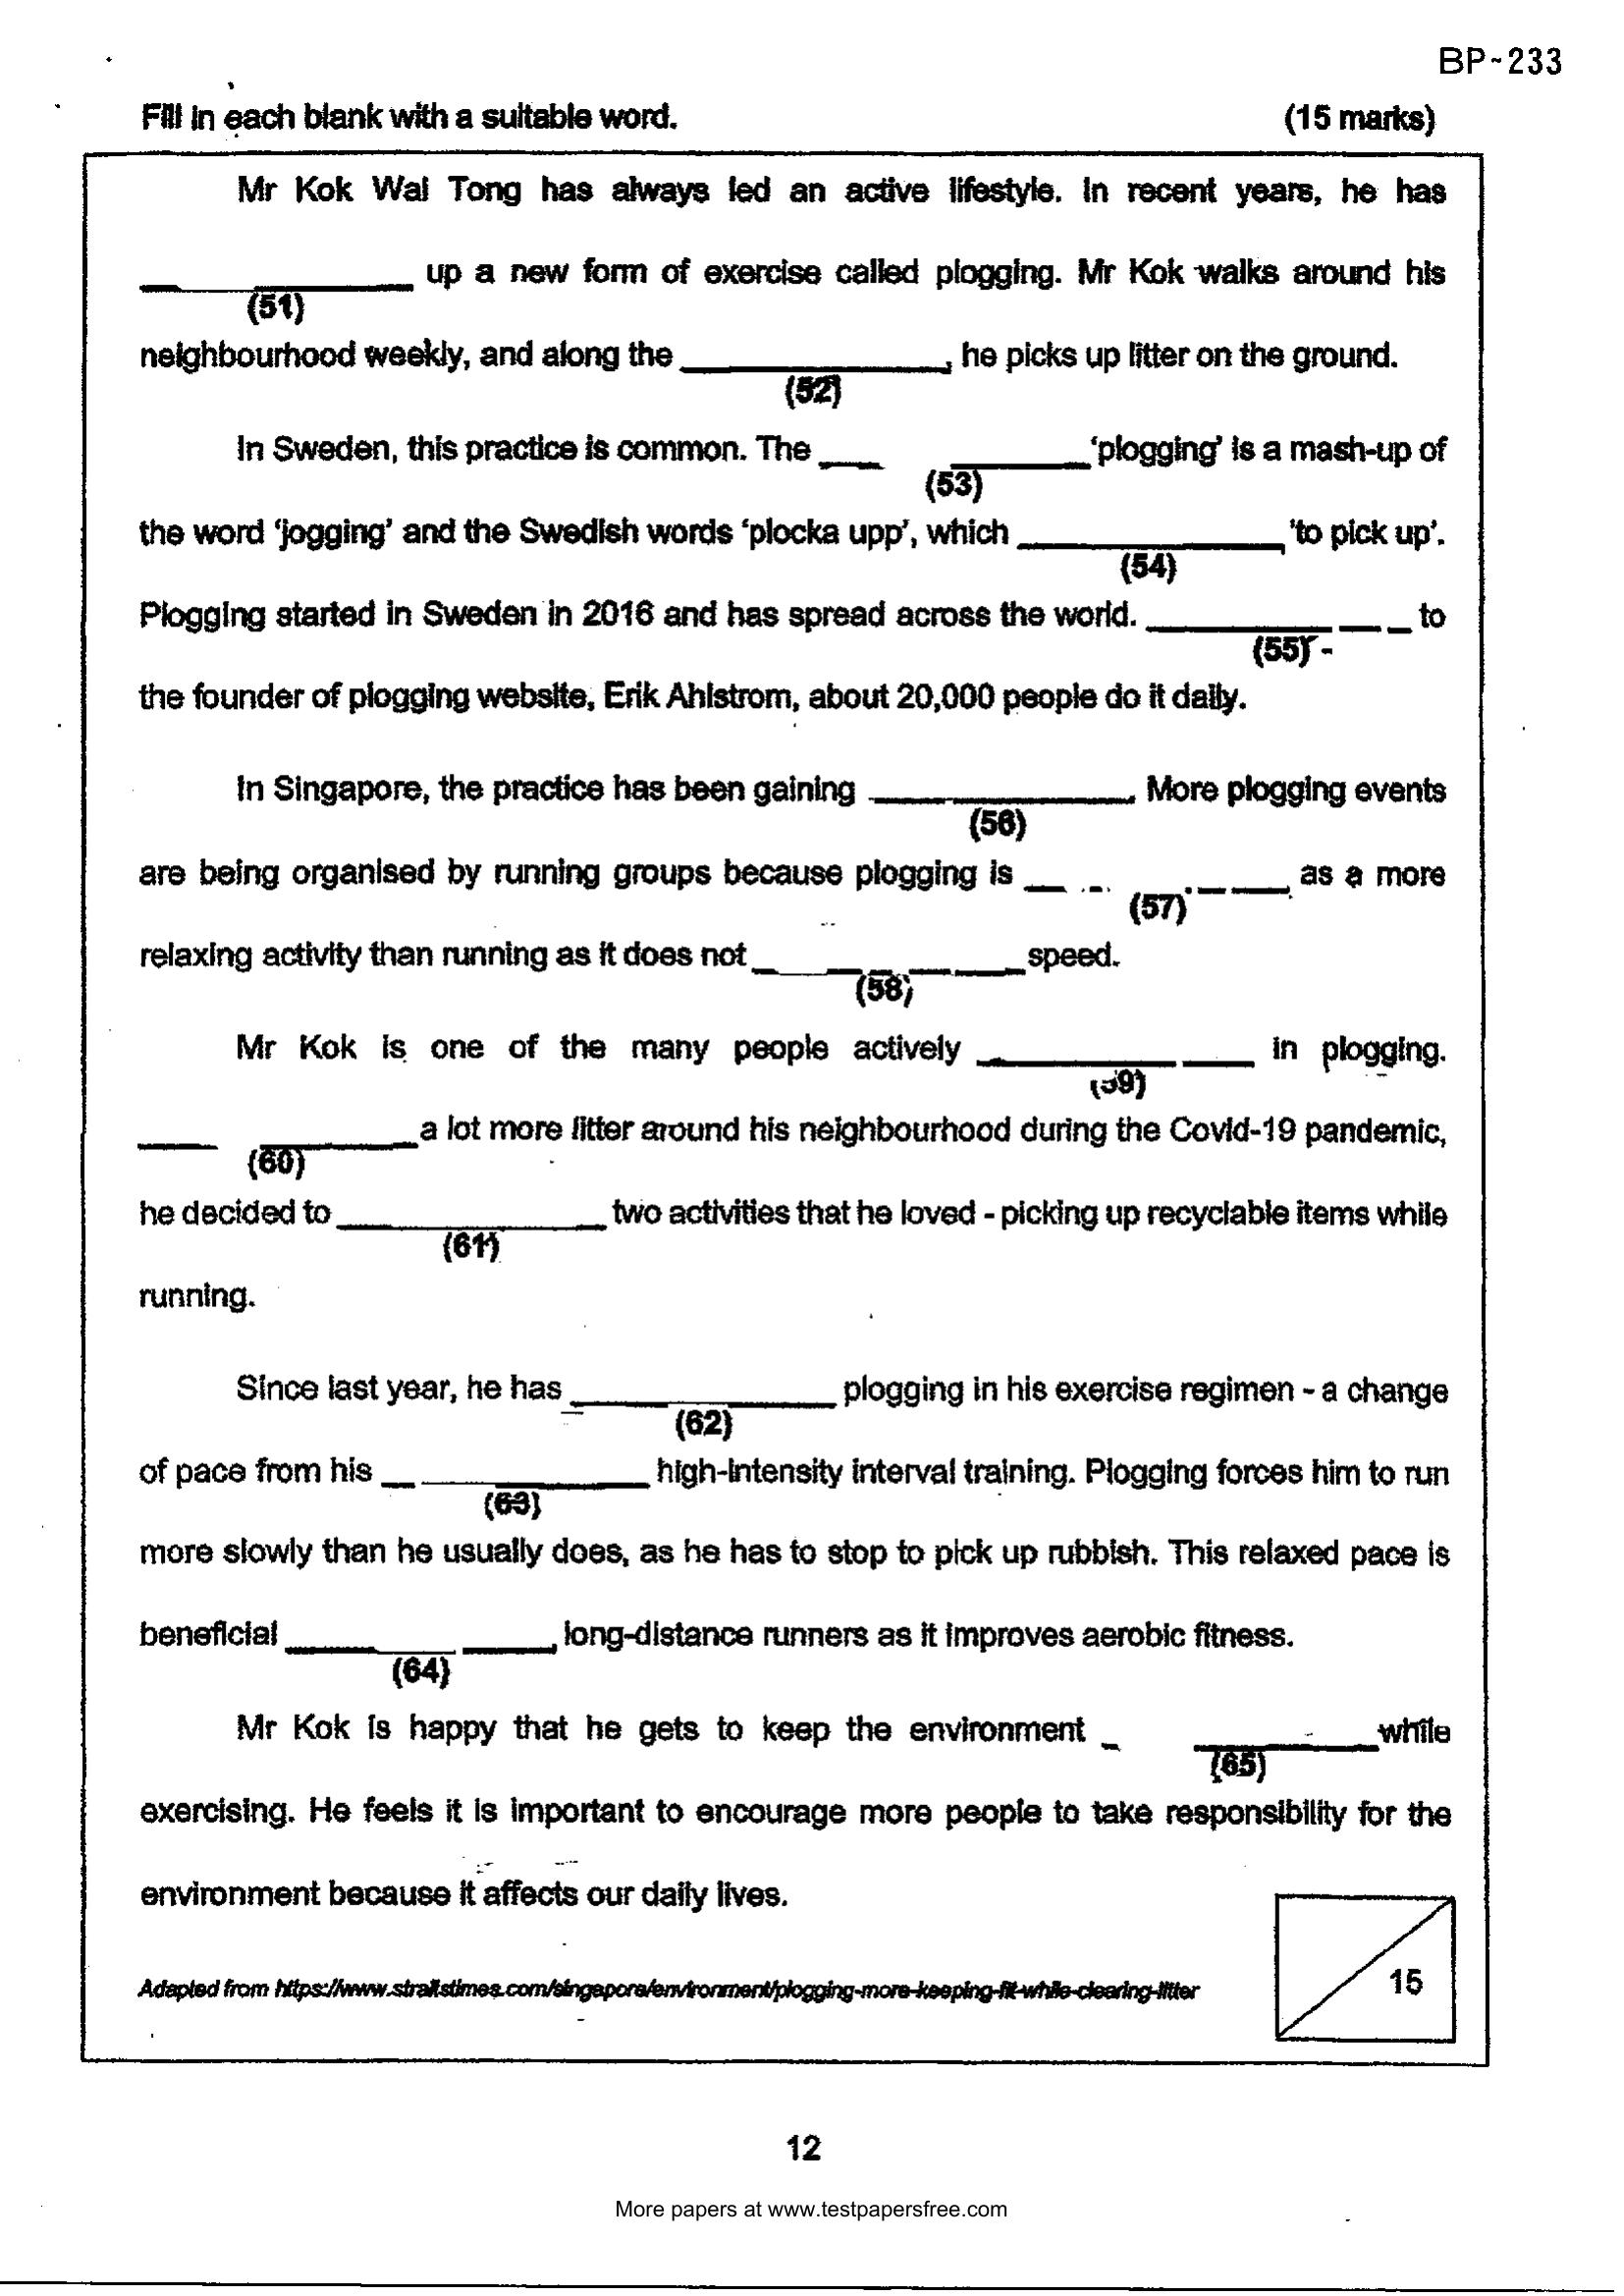 BP-233
Fill in each blank with a suitable word. (15 marks)
Mr Kok Wai Tong has always led an active lifestyle. In recent years, he has
____________ up a new form of exercise called plogging. Mr Kok walks around his
(51)
neighbourhood weekly, and along the ____________, he picks up litter on the ground.
(52)
In Sweden, this practice is common. The ____________ 'plogging' is a mash-up of
(53)
the word 'jogging' and the Swedish words 'plocka upp', which ____________ 'to pick up'.
(54)
Plogging started in Sweden in 2016 and has spread across the world. ____________ to
(55)
the founder of plogging website, Erik Ahlstrom, about 20,000 people do it daily.
In Singapore, the practice has been gaining ____________. More plogging events
(56)
are being organised by running groups because plogging is ____________ as a more
(57)
relaxing activity than running as it does not ____________ speed.
(58)
Mr Kok is one of the many people actively ____________ in plogging.
(59)
____________ a lot more litter around his neighbourhood during the Covid-19 pandemic,
(60)
he decided to ____________ two activities that he loved - picking up recyclable items while
(61)
running.
Since last year, he has ____________ plogging in his exercise regimen - a change
(62)
of pace from his ____________ high-intensity interval training. Plogging forces him to run
(63)
more slowly than he usually does, as he has to stop to pick up rubbish. This relaxed pace is
beneficial ____________ long-distance runners as it improves aerobic fitness.
(64)
Mr Kok is happy that he gets to keep the environment ____________ while
(65)
exercising. He feels it is important to encourage more people to take responsibility for the
environment because it affects our daily lives.
15
Adapted from https://www.straitstimes.com/singapore/environment/plogging-more-keeping-fit-while-clearing-litter
12
More papers at www.testpapersfree.com